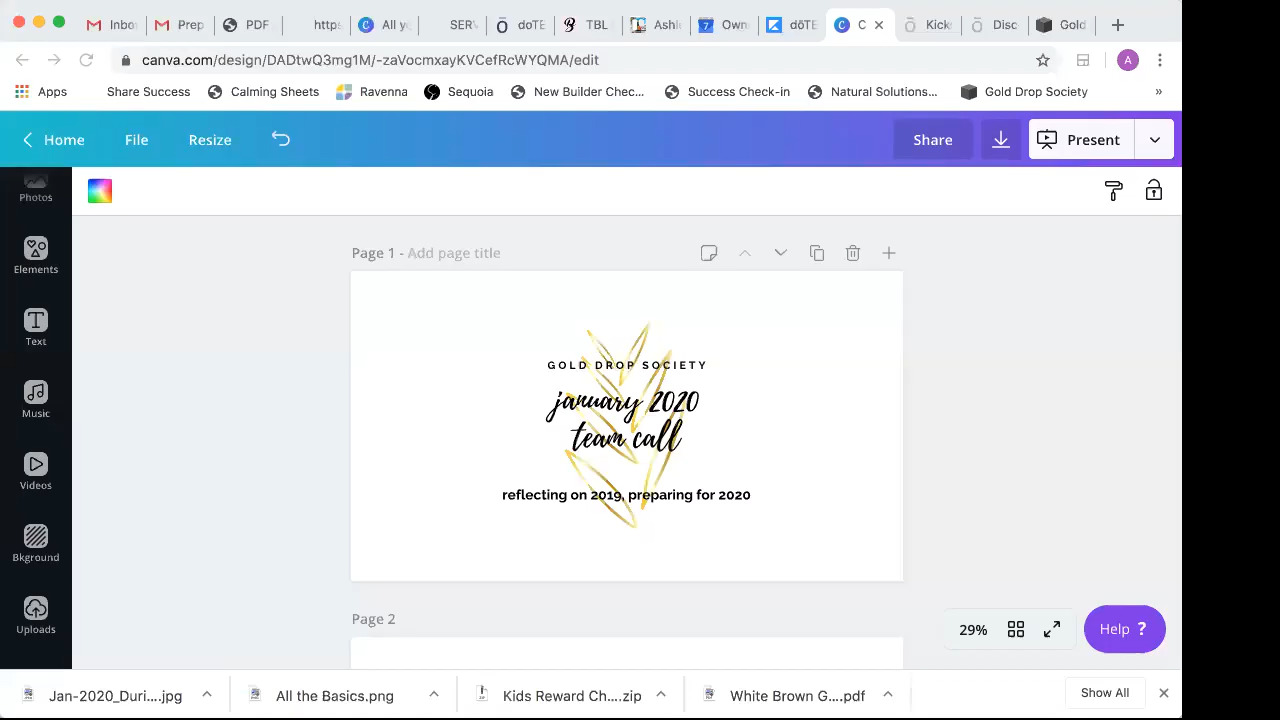 Inbo
Prep
PDF
https
All y
SERV
doTE
TBL
Ashl
Own
dōTE
C
Kick
Disc
Gold
canva.com/design/DADtwQ3mg1M/-zaVocmxayKVCefRcWYQMA/edit
A
Apps
Share Success
Calming Sheets
Ravenna
Sequoia
New Builder Chec...
Success Check-in
Natural Solutions...
Gold Drop Society
»
Home
File
Resize
Share
Present
Photos
Elements
Text
Music
Videos
Bkground
Uploads
Page 1 - Add page title
GOLD DROP SOCIETY
january 2020
team call
reflecting on 2019, preparing for 2020
Page 2
29%
Help ?
Jan-2020_Duri....jpg
All the Basics.png
Kids Reward Ch....zip
White Brown G....pdf
Show All